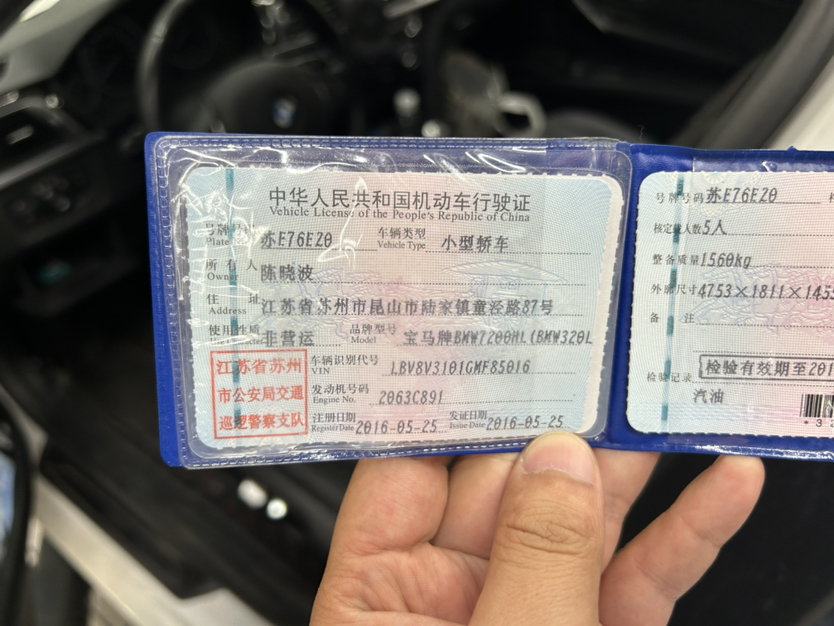 中华人民共和国机动车行驶证
Vehicle License of the People's Republic of China
号牌号码 苏E76E20 车辆类型 小型轿车
Plate No. Vehicle Type
所有人 陈晓波
Owner
住址 江苏省苏州市昆山市陆家镇童泾路87号
Address
使用性质 非营运 品牌型号 宝马牌BMW7200HL(BMW320L
Model
江苏省苏州
市公安局交通
巡逻警察支队
车辆识别代号 LBV8V3101GMF85016
VIN
发动机号码 2063C891
Engine No.
注册日期 2016-05-25 发证日期 2016-05-25
Register Date Issue Date
号牌号码 苏E76E20
核定载人数 5人
整备质量 1560kg
外廓尺寸 4753×1811×1455
备注
检验记录 检验有效期至201
汽油